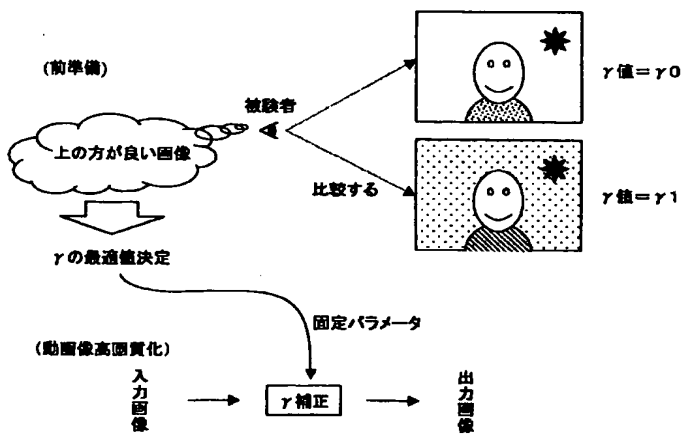 (前準備)
被験者
上の方が良い画像
γ値＝γ0
比較する
γ値＝γ1
γの最適値決定
固定パラメータ
(動画像高画質化)
入力画像
γ補正
出力画像